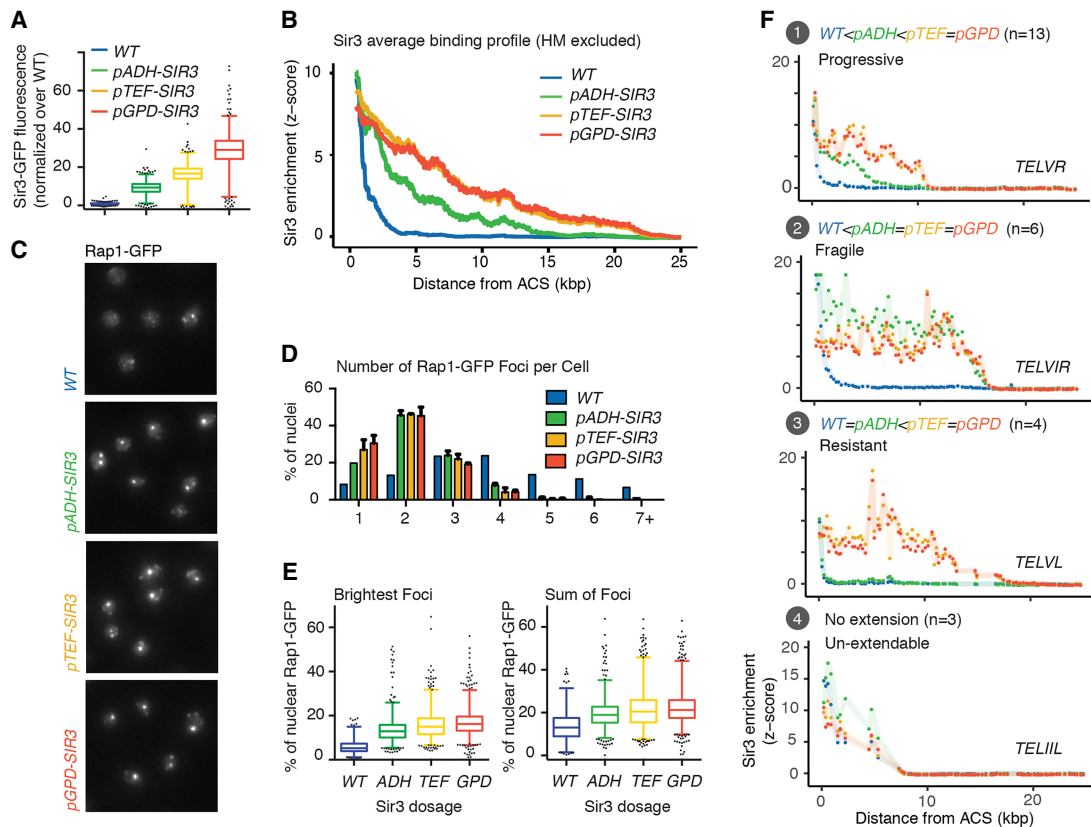 A
Sir3-GFP fluorescence
(normalized over WT)
60
40
20
0
WT
pADH-SIR3
pTEF-SIR3
pGPD-SIR3
B
Sir3 average binding profile (HM excluded)
Sir3 enrichment (z−score)
10
5
0
WT
pADH-SIR3
pTEF-SIR3
pGPD-SIR3
0 5 10 15 20 25
Distance from ACS (kbp)
C
Rap1-GFP
WT
pADH-SIR3
pTEF-SIR3
pGPD-SIR3
D
Number of Rap1-GFP Foci per Cell
% of nuclei
60
40
20
0
WT
pADH-SIR3
pTEF-SIR3
pGPD-SIR3
1 2 3 4 5 6 7+
E
Brightest Foci
% of nuclear Rap1-GFP
60
40
20
0
WT ADH TEF GPD
Sir3 dosage
Sum of Foci
% of nuclear Rap1-GFP
60
40
20
0
WT ADH TEF GPD
Sir3 dosage
F
1 WT<pADH<pTEF=pGPD (n=13)
Progressive
20
0
TELVR
2 WT<pADH=pTEF=pGPD (n=6)
Fragile
20
0
TELVIR
3 WT=pADH<pTEF=pGPD (n=4)
Resistant
20
10
0
TELVL
4 No extension (n=3)
Un-extendable
Sir3 enrichment
(z−score)
20
15
10
5
0
TELIIL
0 10 20
Distance from ACS (kbp)